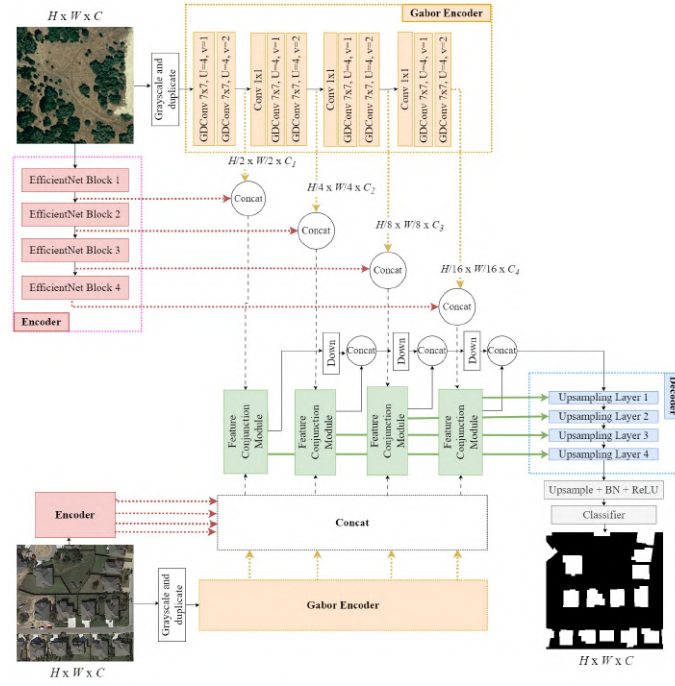 H x W x C
Gabor Encoder
Grayscale and
duplicate
GDConv 7x7, U=4, v=1
GDConv 7x7, U=4, v=2
Conv 1x1
GDConv 7x7, U=4, v=1
GDConv 7x7, U=4, v=2
Conv 1x1
GDConv 7x7, U=4, v=1
GDConv 7x7, U=4, v=2
Conv 1x1
GDConv 7x7, U=4, v=1
GDConv 7x7, U=4, v=2
H/2 x W/2 x C1
H/4 x W/4 x C2
H/8 x W/8 x C3
H/16 x W/16 x C4
EfficientNet Block 1
EfficientNet Block 2
EfficientNet Block 3
EfficientNet Block 4
Encoder
Concat
Concat
Concat
Concat
Down
Concat
Down
Concat
Down
Concat
Feature
Conjunction
Module
Feature
Conjunction
Module
Feature
Conjunction
Module
Feature
Conjunction
Module
Decoder
Upsampling Layer 1
Upsampling Layer 2
Upsampling Layer 3
Upsampling Layer 4
Upsample + BN + ReLU
Classifier
Encoder
Concat
Grayscale and
duplicate
Gabor Encoder
H x W x C
H x W x C